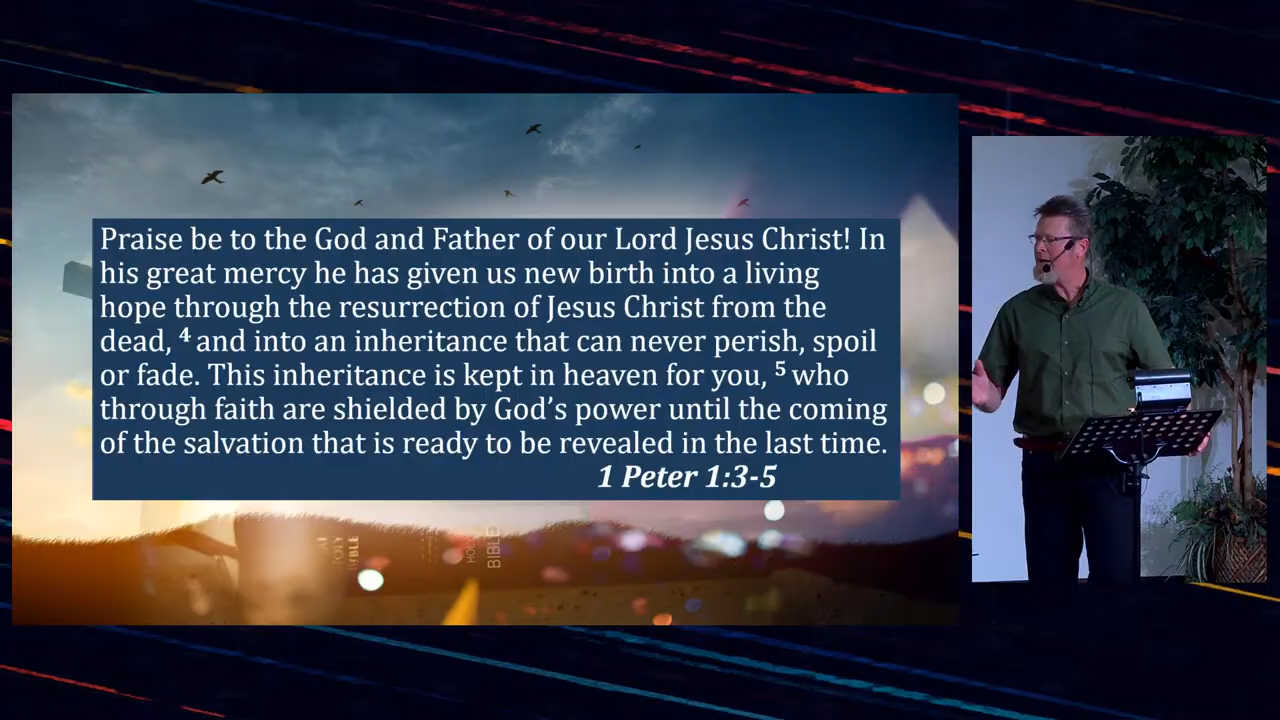 Praise be to the God and Father of our Lord Jesus Christ! In
his great mercy he has given us new birth into a living
hope through the resurrection of Jesus Christ from the
dead, ⁴ and into an inheritance that can never perish, spoil
or fade. This inheritance is kept in heaven for you, ⁵ who
through faith are shielded by God’s power until the coming
of the salvation that is ready to be revealed in the last time.
1 Peter 1:3-5
HOLY
BIBLE
HOLY
BIBLE